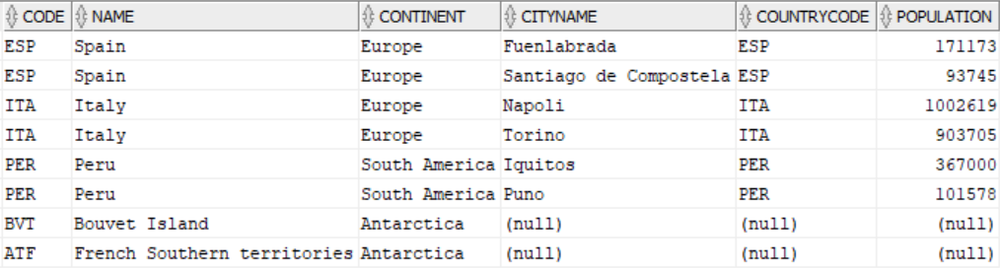 CODE NAME CONTINENT CITYNAME COUNTRYCODE POPULATION
ESP Spain Europe Fuenlabrada ESP 171173
ESP Spain Europe Santiago de Compostela ESP 93745
ITA Italy Europe Napoli ITA 1002619
ITA Italy Europe Torino ITA 903705
PER Peru South America Iquitos PER 367000
PER Peru South America Puno PER 101578
BVT Bouvet Island Antarctica (null) (null) (null)
ATF French Southern territories Antarctica (null) (null) (null)